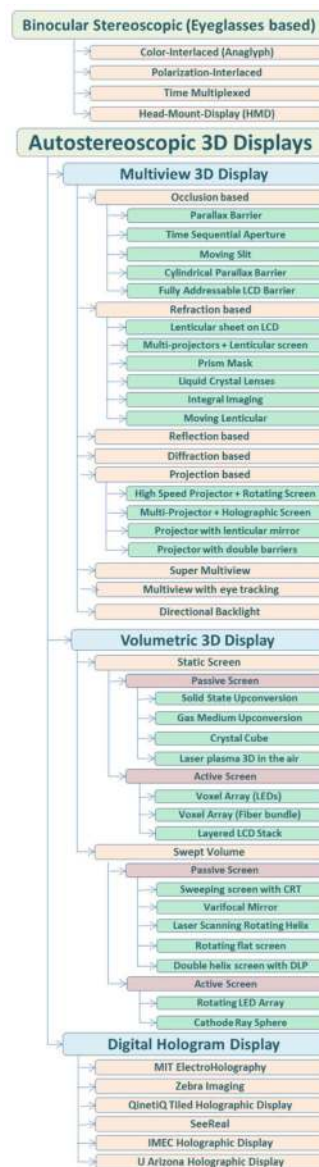 Binocular Stereoscopic (Eyeglasses based)
Color-Interlaced (Anaglyph)
Polarization-Interlaced
Time Multiplexed
Head-Mount-Display (HMD)
Autostereoscopic 3D Displays
Multiview 3D Display
Occlusion based
Parallax Barrier
Time Sequential Aperture
Moving Slit
Cylindrical Parallax Barrier
Fully Addressable LCD Barrier
Refraction based
Lenticular sheet on LCD
Multi-projectors + Lenticular screen
Prism Mask
Liquid Crystal Lenses
Integral Imaging
Moving Lenticular
Reflection based
Diffraction based
Projection based
High Speed Projector + Rotating Screen
Multi-Projector + Holographic Screen
Projector with lenticular mirror
Projector with double barriers
Super Multiview
Multiview with eye tracking
Directional Backlight
Volumetric 3D Display
Static Screen
Passive Screen
Solid State Upconversion
Gas Medium Upconversion
Crystal Cube
Laser plasma 3D in the air
Active Screen
Voxel Array (LEDs)
Voxel Array (Fiber bundle)
Layered LCD Stack
Swept Volume
Passive Screen
Sweeping screen with CRT
Varifocal Mirror
Laser Scanning Rotating Helix
Rotating flat screen
Double helix screen with DLP
Active Screen
Rotating LED Array
Cathode Ray Sphere
Digital Hologram Display
MIT ElectroHolography
Zebra Imaging
QinetiQ Tiled Holographic Display
SeeReal
IMEC Holographic Display
U Arizona Holographic Display